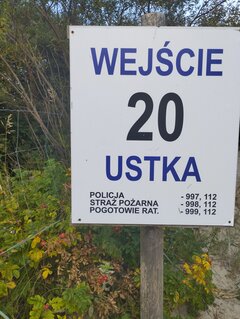 WEJŚCIE
20
USTKA
POLICJA - 997, 112
STRAŻ POŻARNA - 998, 112
POGOTOWIE RAT. - 999, 112